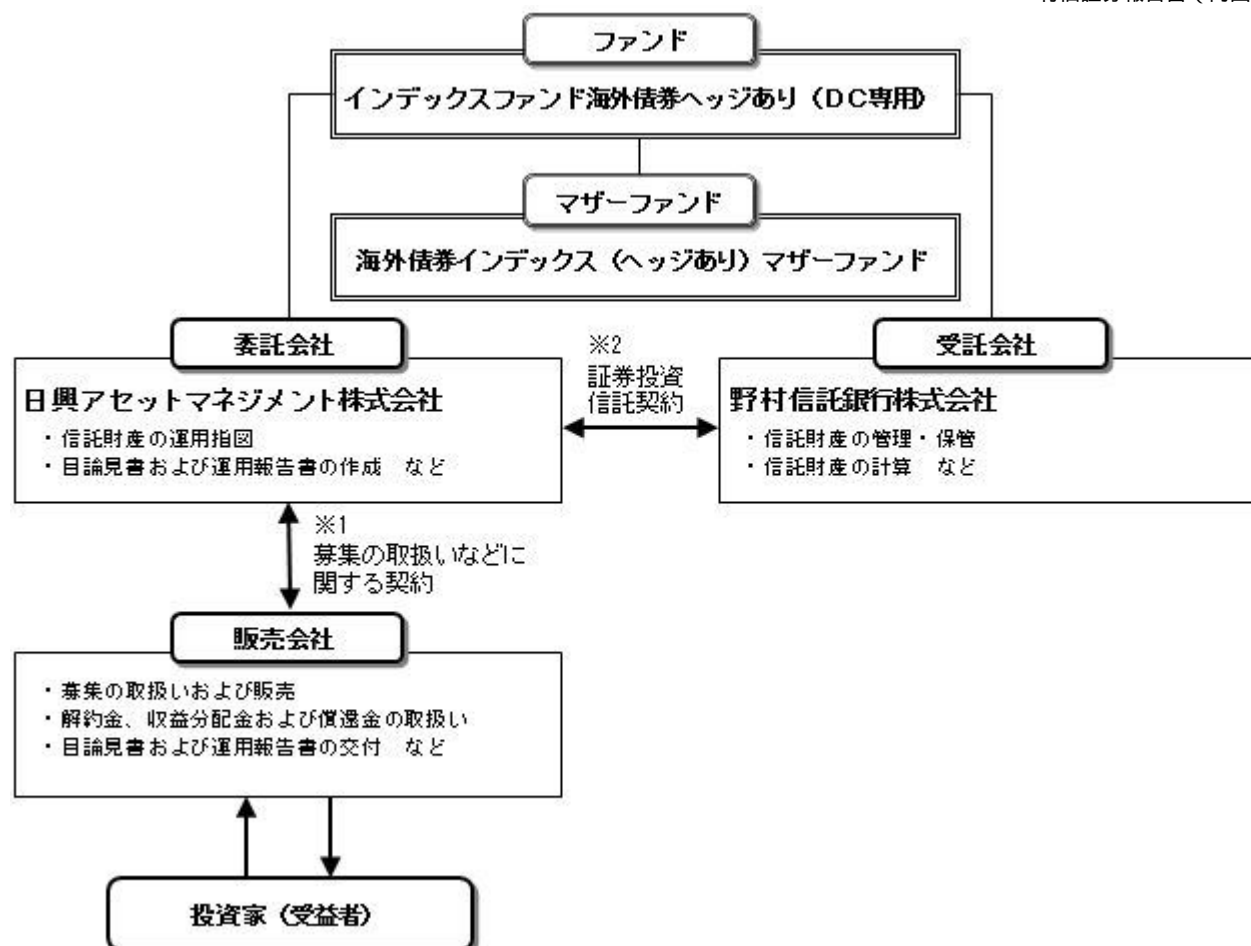 ファンド
インデックスファンド海外債券ヘッジあり（DC専用）
マザーファンド
海外債券インデックス（ヘッジあり）マザーファンド
委託会社
日興アセットマネジメント株式会社
・信託財産の運用指図
・目論見書および運用報告書の作成　など
※2
証券投資
信託契約
受託会社
野村信託銀行株式会社
・信託財産の管理・保管
・信託財産の計算　など
※1
募集の取扱いなどに
関する契約
販売会社
・募集の取扱いおよび販売
・解約金、収益分配金および償還金の取扱い
・目論見書および運用報告書の交付　など
投資家（受益者）